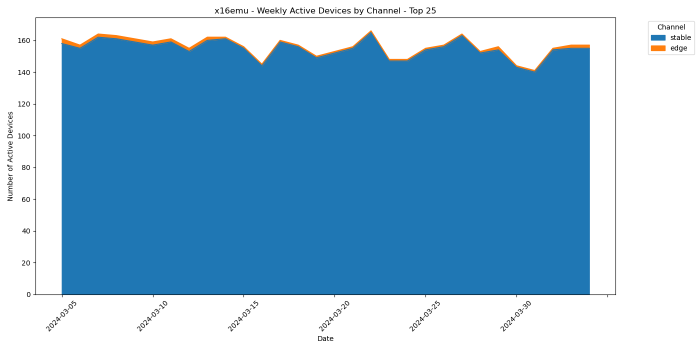 x16emu - Weekly Active Devices by Channel - Top 25
Channel
stable
edge
Number of Active Devices
160
140
120
100
80
60
40
20
0
2024-03-05
2024-03-10
2024-03-15
2024-03-20
2024-03-25
2024-03-30
Date